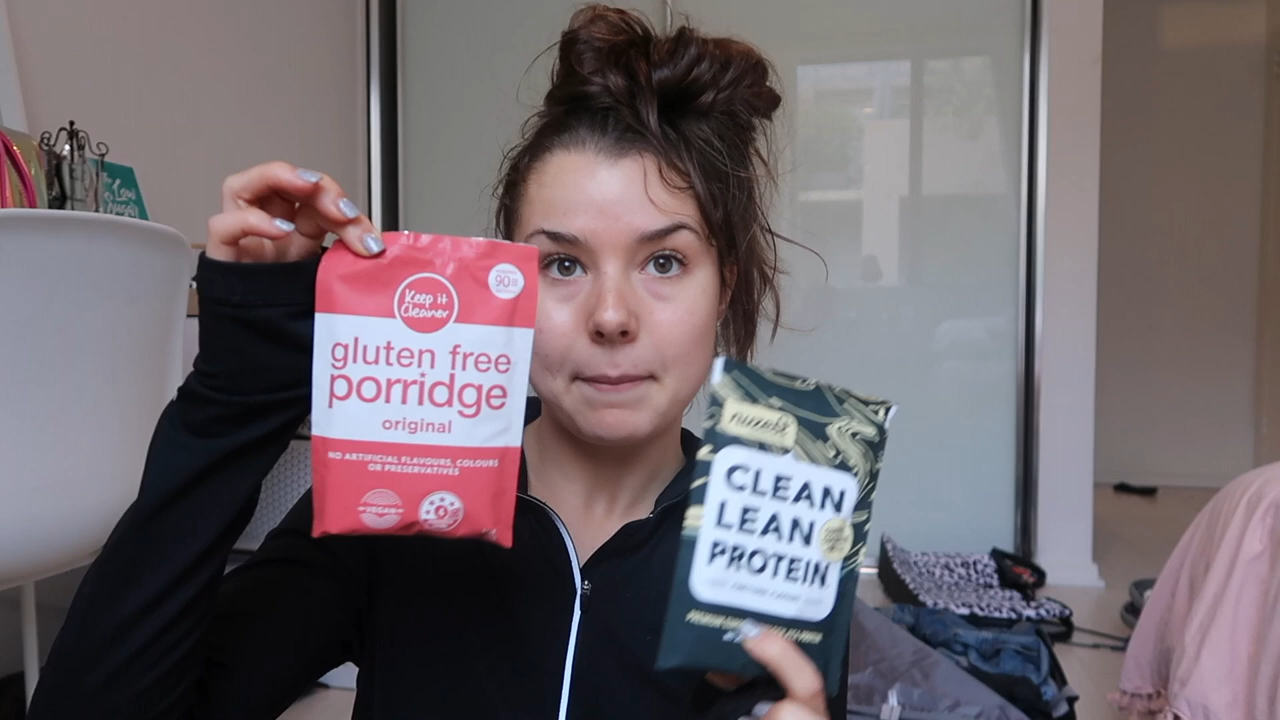 Keep it
Cleaner
90
gluten free
porridge
original
NO ARTIFICIAL FLAVOURS, COLOURS
OR PRESERVATIVES
VEGAN
nuzest
CLEAN
LEAN
PROTEIN
PREMIUM